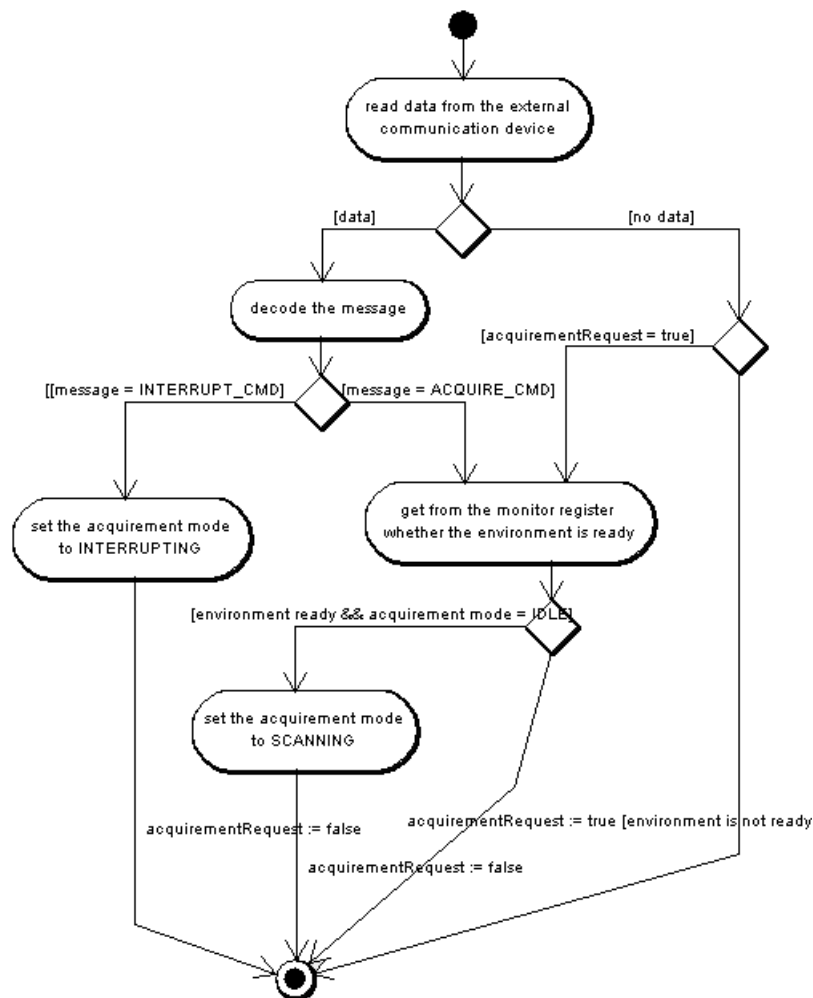 read data from the external
communication device
[data]
[no data]
decode the message
[acquirementRequest = true]
[[message = INTERRUPT_CMD]
[message = ACQUIRE_CMD]
set the acquirement mode
to INTERRUPTING
get from the monitor register
whether the environment is ready
[environment ready && acquirement mode = IDLE]
set the acquirement mode
to SCANNING
acquirementRequest := false
acquirementRequest := true [environment is not ready
acquirementRequest := false